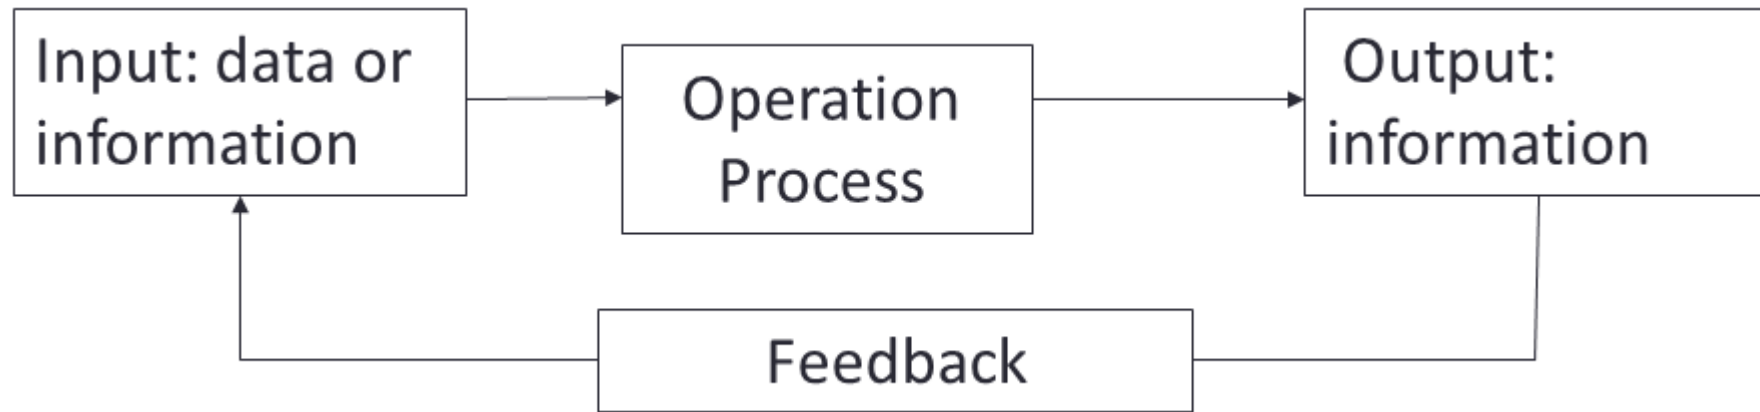 Input: data or
information
Operation
Process
Output:
information
Feedback